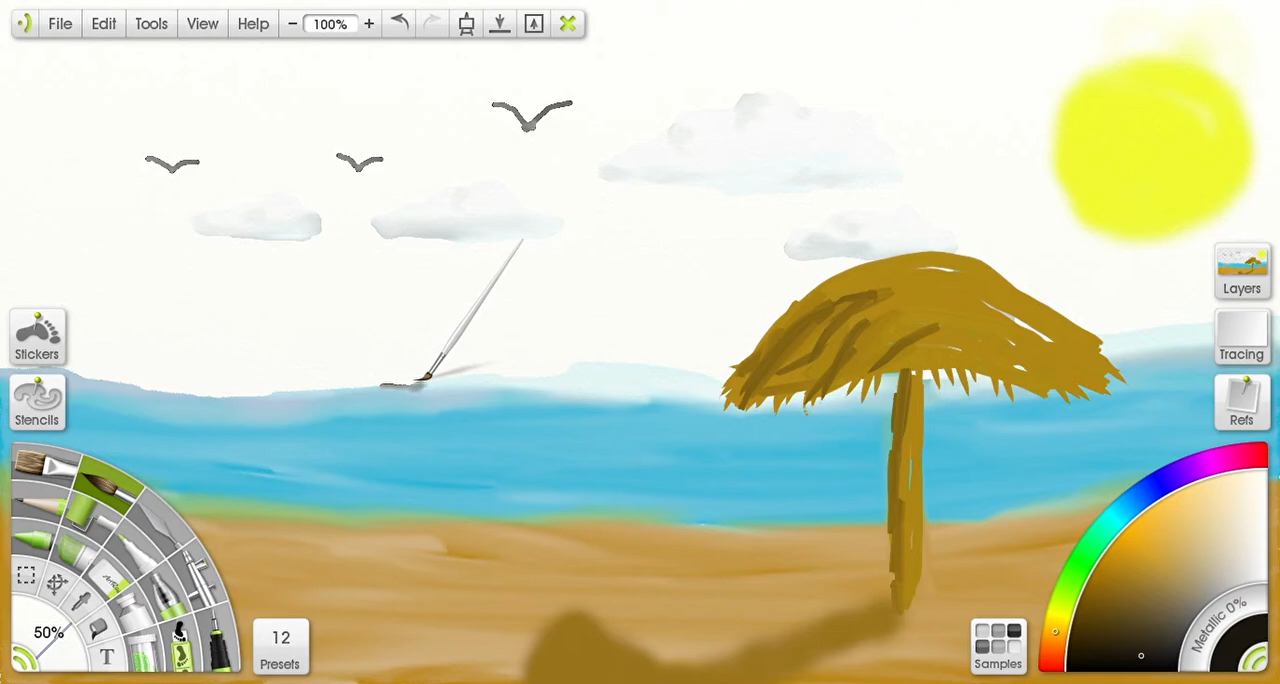 File Edit Tools View Help − 100% +
Layers
Stickers
Tracing
Stencils
Refs
50%
T
12
Presets
Samples
Metallic 0%